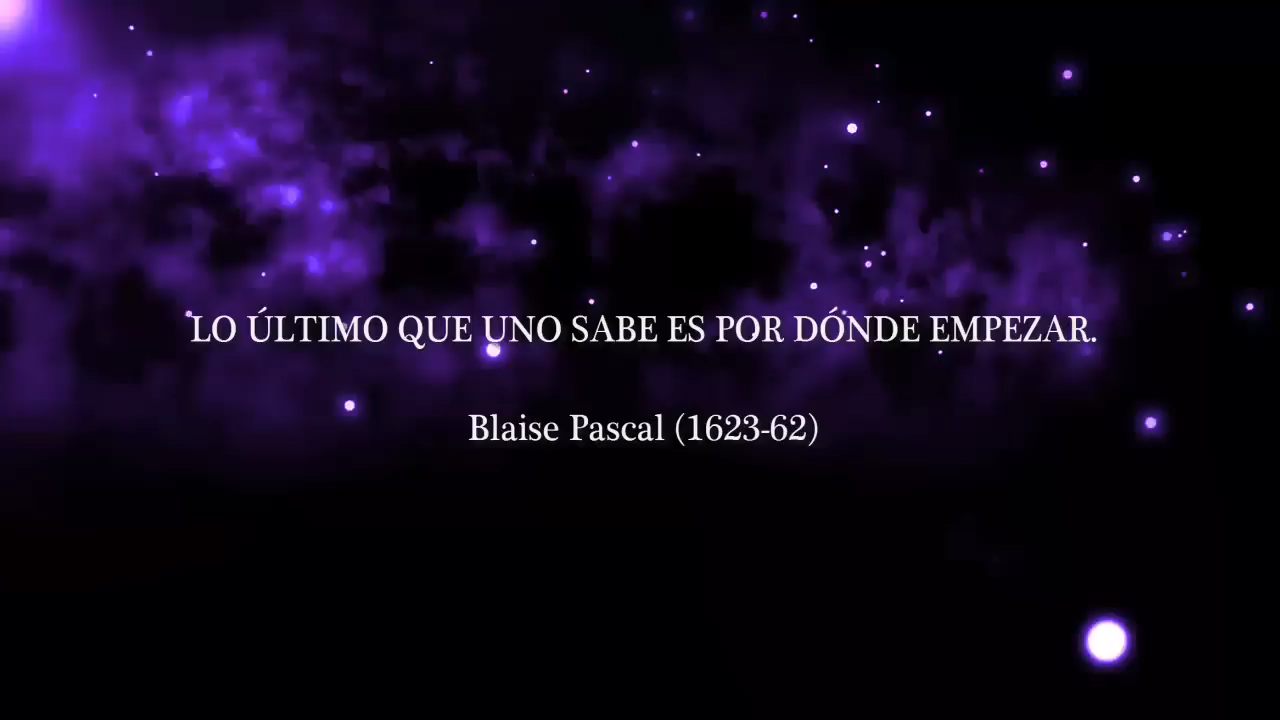 LO ÚLTIMO QUE UNO SABE ES POR DÓNDE EMPEZAR.
Blaise Pascal (1623-62)